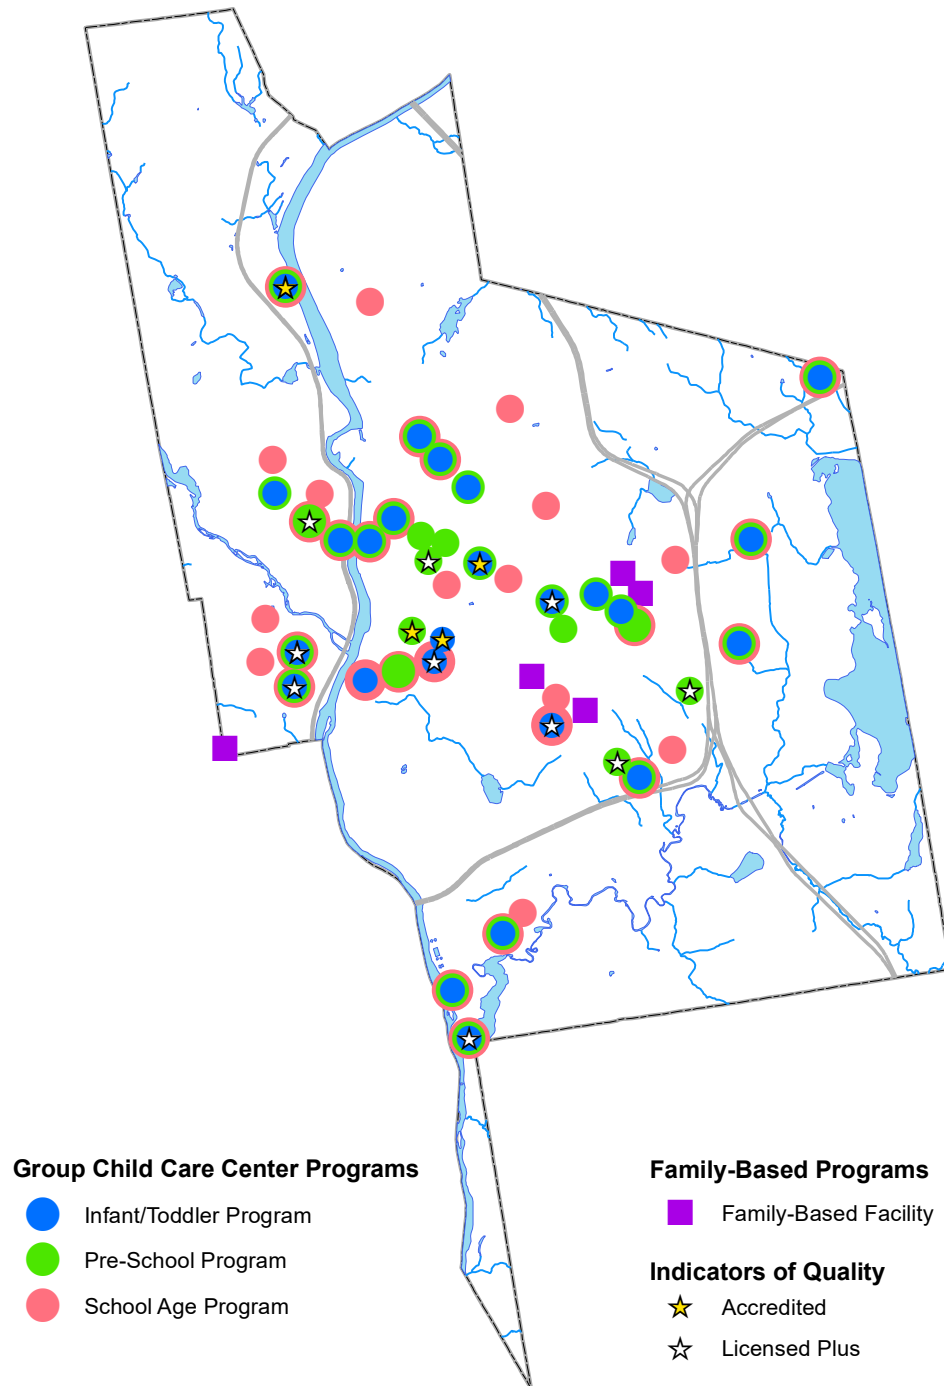 Group Child Care Center Programs
Infant/Toddler Program
Pre-School Program
School Age Program
Family-Based Programs
Family-Based Facility
Indicators of Quality
Accredited
Licensed Plus